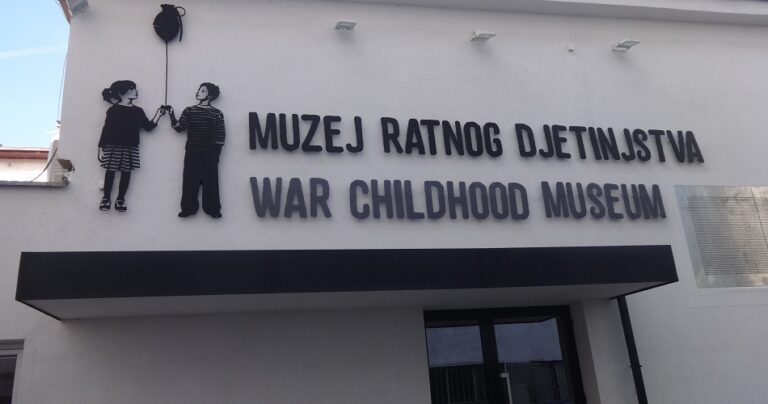 MUZEJ RATNOG DJETINJSTVA
WAR CHILDHOOD MUSEUM